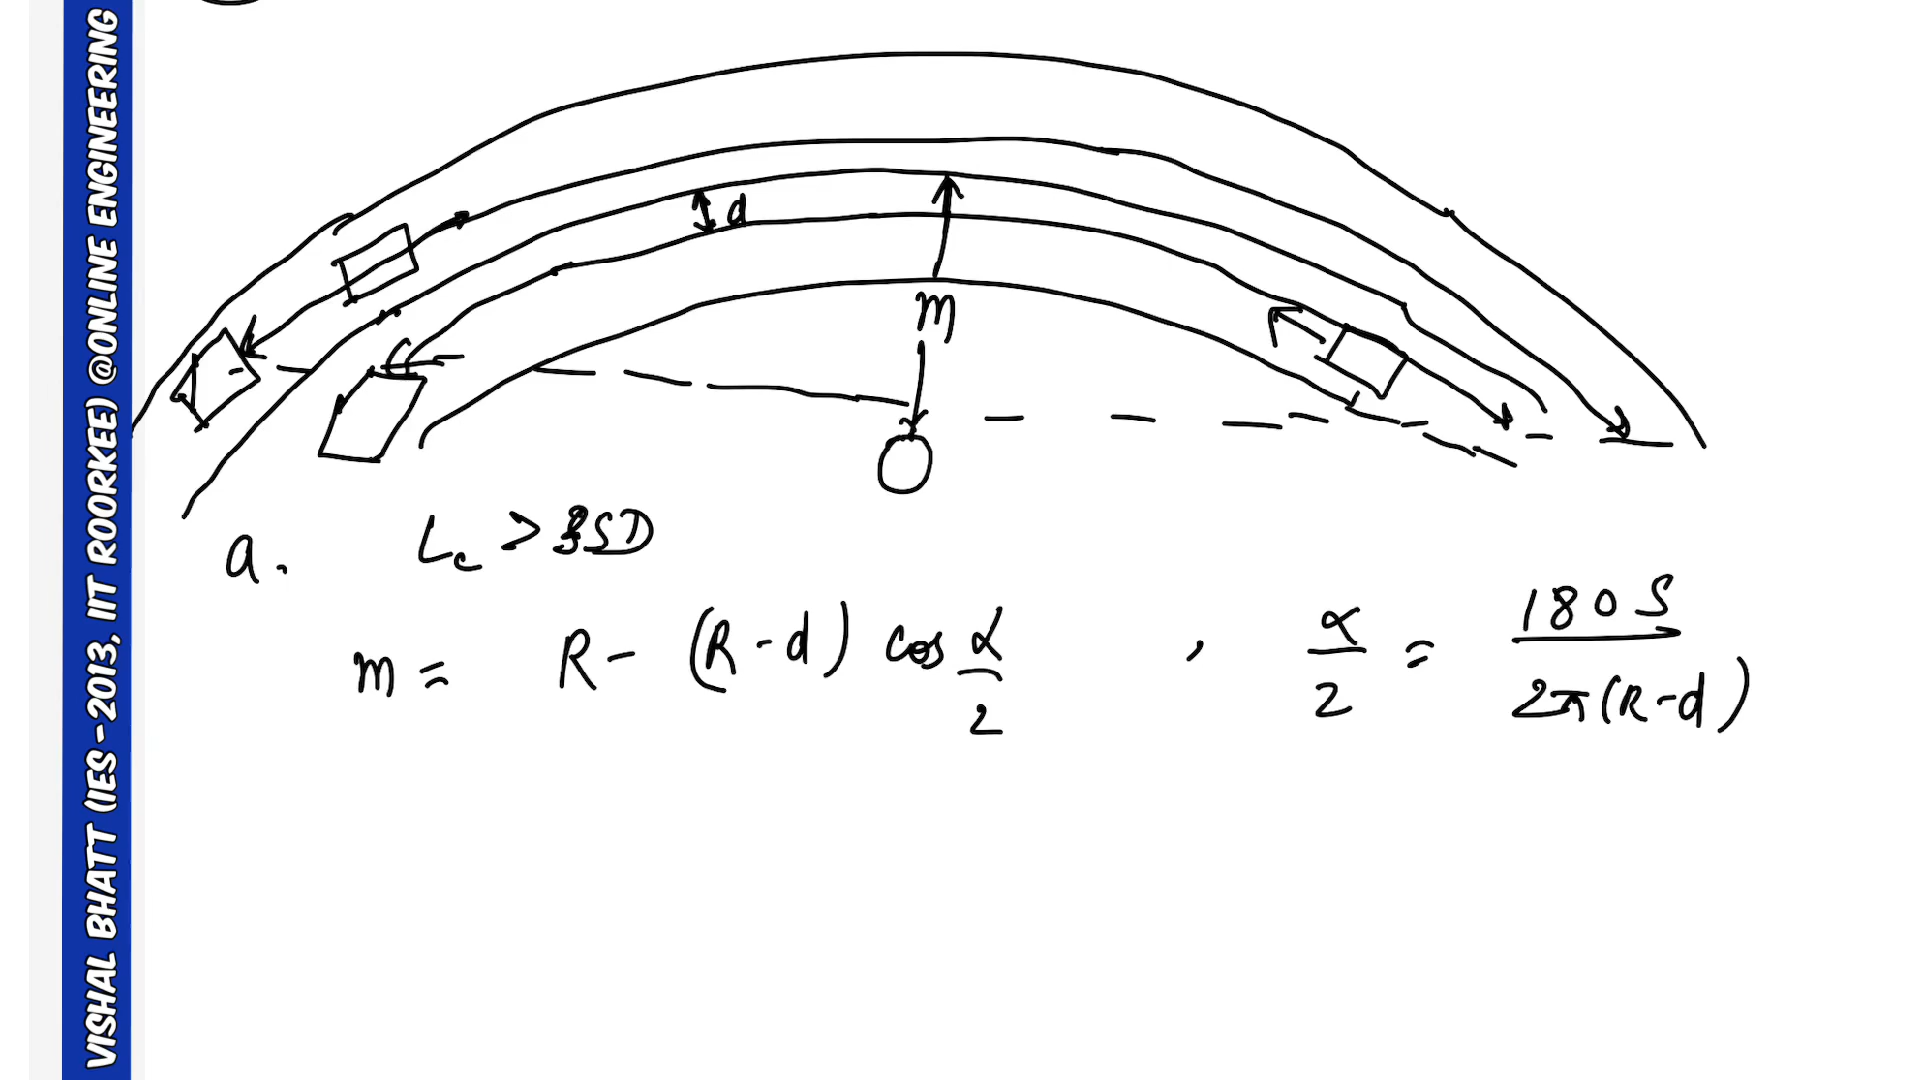 VISHAL BHATT (IES-2013, IIT ROORKEE) @ONLINE ENGINEERING
d
m
O
a. Lc > SSD
m = R - (R-d) cos α/2 , α/2 = 180 S / 2π(R-d)